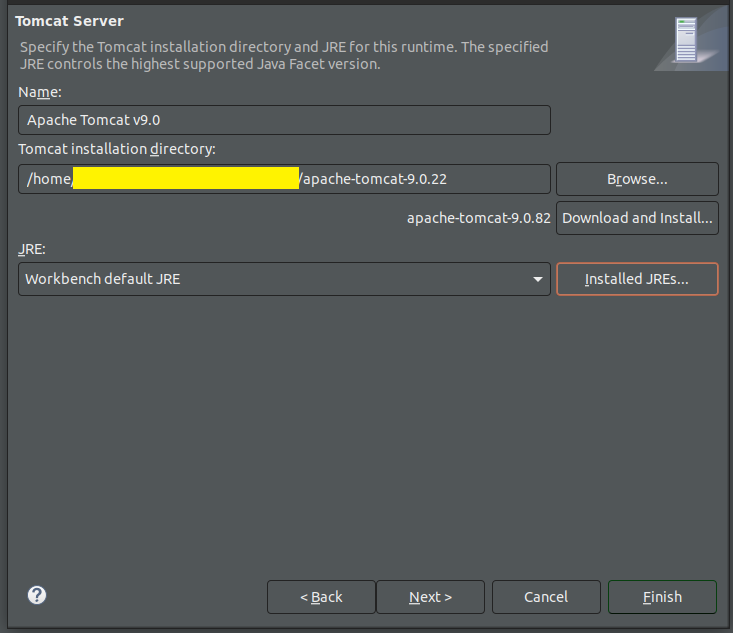 Tomcat Server
Specify the Tomcat installation directory and JRE for this runtime. The specified
JRE controls the highest supported Java Facet version.
Name:
Apache Tomcat v9.0
Tomcat installation directory:
/home/ /apache-tomcat-9.0.22 Browse...
apache-tomcat-9.0.82 Download and Install...
JRE:
Workbench default JRE Installed JREs...
? < Back Next > Cancel Finish